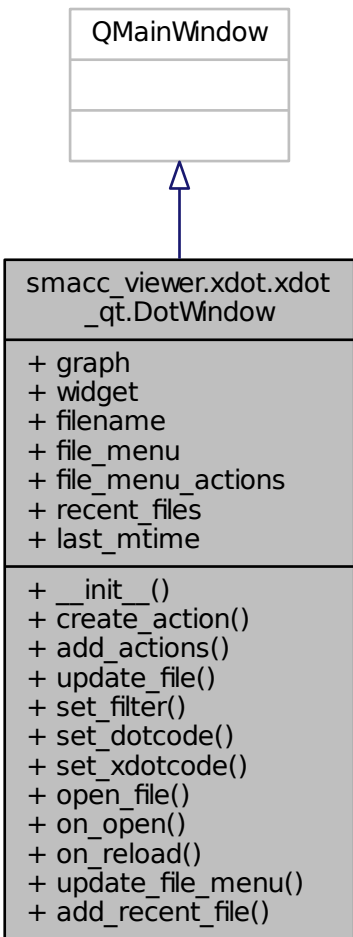 QMainWindow
smacc_viewer.xdot.xdot
_qt.DotWindow
+ graph
+ widget
+ filename
+ file_menu
+ file_menu_actions
+ recent_files
+ last_mtime
+ __init__()
+ create_action()
+ add_actions()
+ update_file()
+ set_filter()
+ set_dotcode()
+ set_xdotcode()
+ open_file()
+ on_open()
+ on_reload()
+ update_file_menu()
+ add_recent_file()